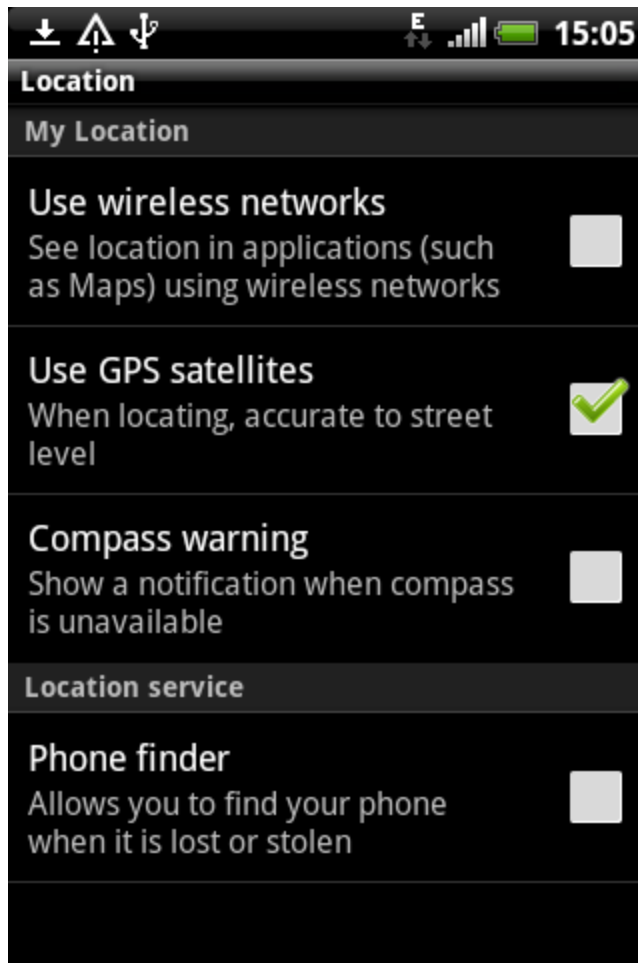 E 15:05
Location
My Location
Use wireless networks
See location in applications (such
as Maps) using wireless networks
Use GPS satellites
When locating, accurate to street
level
Compass warning
Show a notification when compass
is unavailable
Location service
Phone finder
Allows you to find your phone
when it is lost or stolen